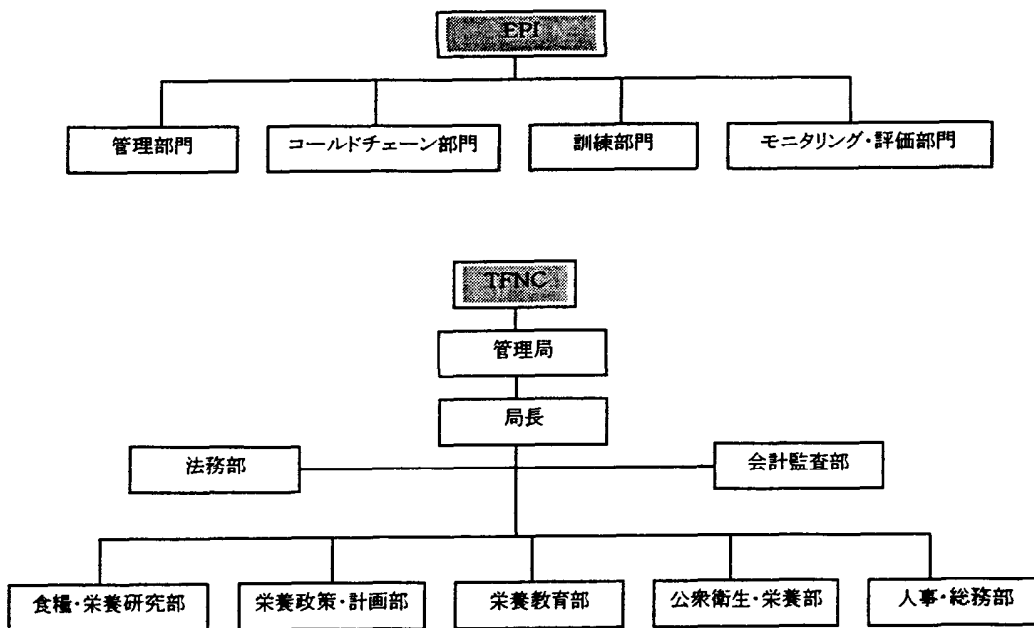 EPI
管理部門
コールドチェーン部門
訓練部門
モニタリング・評価部門
TFNC
管理局
局長
法務部
会計監査部
食糧・栄養研究部
栄養政策・計画部
栄養教育部
公衆衛生・栄養部
人事・総務部